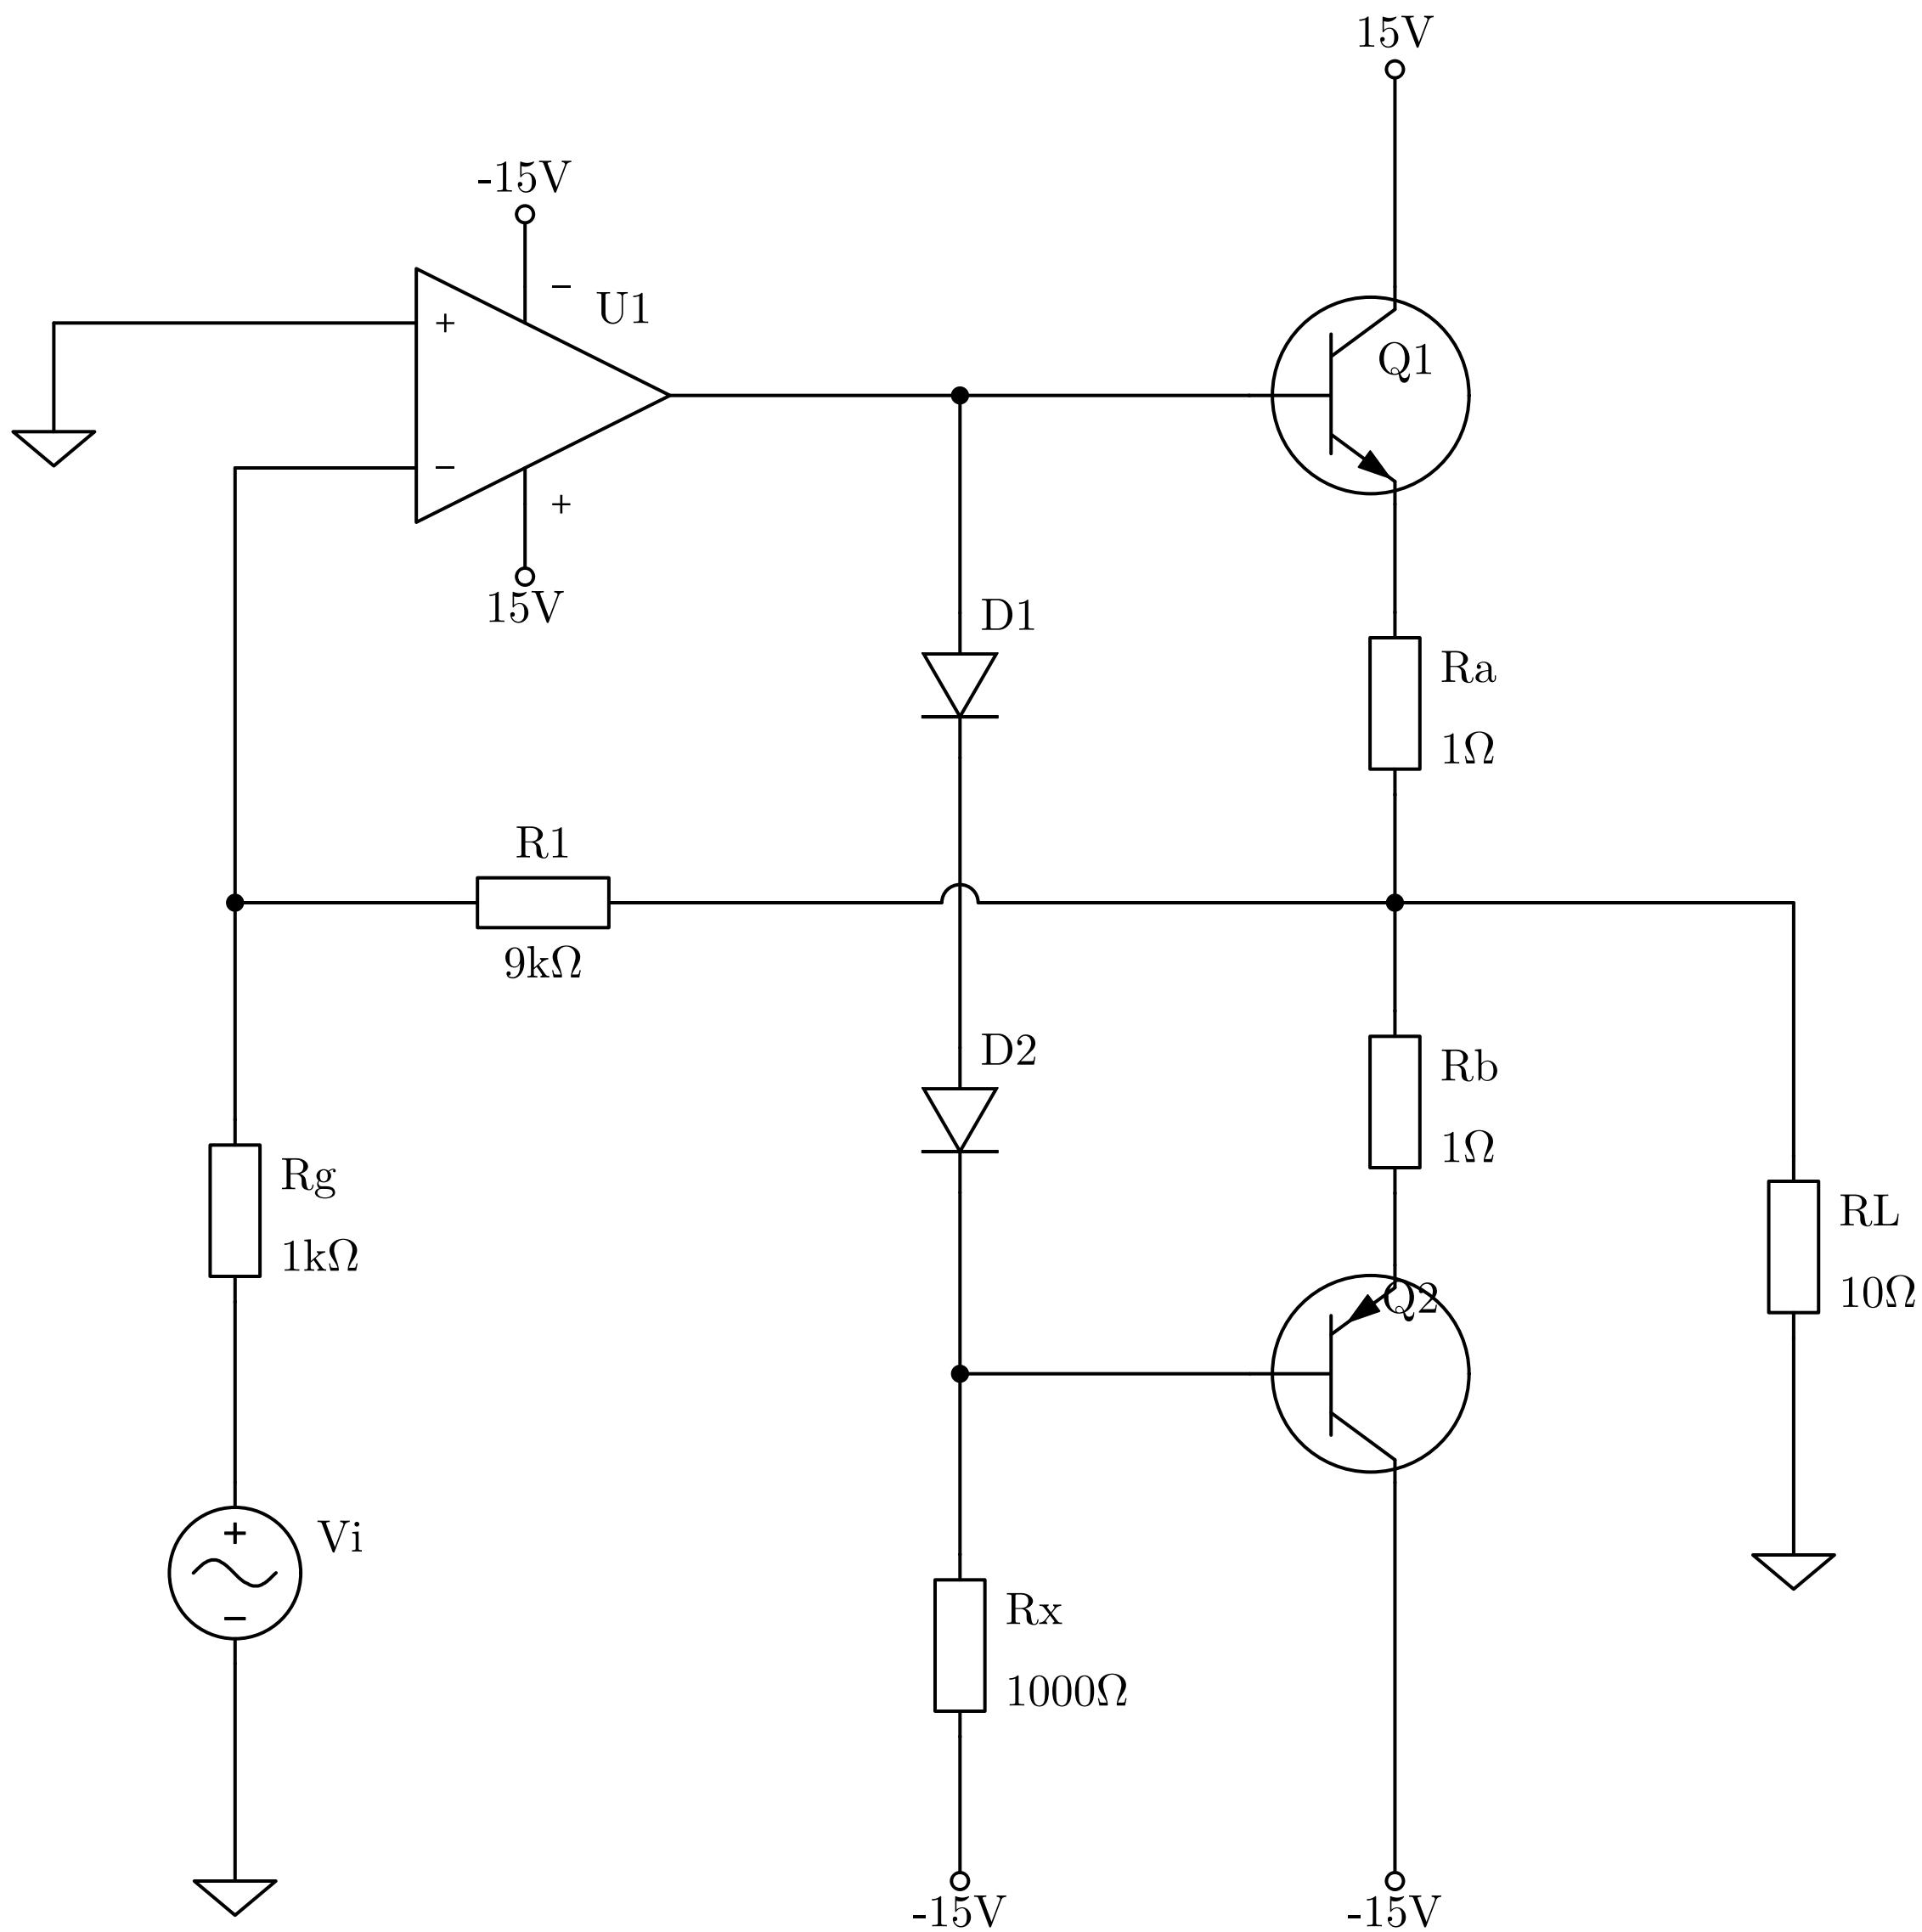 15V
-15V
−
U1
+
Q1
−
+
15V
D1
Ra
1Ω
R1
9kΩ
D2
Rb
1Ω
Rg
1kΩ
RL
10Ω
Q2
+
Vi
−
Rx
1000Ω
-15V
-15V